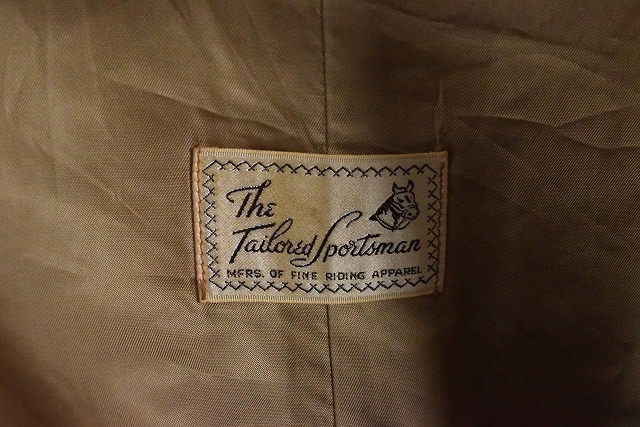 The
Tailored Sportsman
MFRS. OF FINE RIDING APPAREL